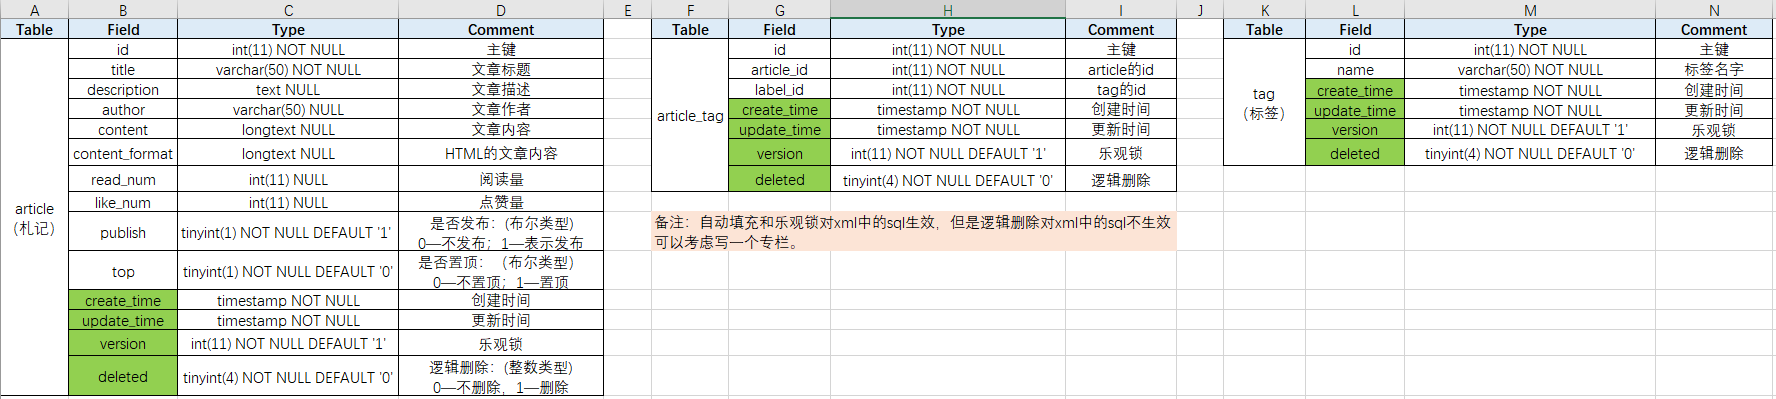 A B C D E F G H I J K L M N
Table Field Type Comment Table Field Type Comment Table Field Type Comment
id int(11) NOT NULL 主键 id int(11) NOT NULL 主键 id int(11) NOT NULL 主键
title varchar(50) NOT NULL 文章标题 article_id int(11) NOT NULL article的id name varchar(50) NOT NULL 标签名字
description text NULL 文章描述 label_id int(11) NOT NULL tag的id create_time timestamp NOT NULL 创建时间
author varchar(50) NULL 文章作者 create_time timestamp NOT NULL 创建时间 update_time timestamp NOT NULL 更新时间
content longtext NULL 文章内容 update_time timestamp NOT NULL 更新时间 version int(11) NOT NULL DEFAULT '1' 乐观锁
content_format longtext NULL HTML的文章内容 version int(11) NOT NULL DEFAULT '1' 乐观锁 deleted tinyint(4) NOT NULL DEFAULT '0' 逻辑删除
read_num int(11) NULL 阅读量 deleted tinyint(4) NOT NULL DEFAULT '0' 逻辑删除
article_tag
tag
（标签）
like_num int(11) NULL 点赞量
article
（札记）
publish tinyint(1) NOT NULL DEFAULT '1' 是否发布：(布尔类型)
0—不发布；1—表示发布
备注：自动填充和乐观锁对xml中的sql生效，但是逻辑删除对xml中的sql不生效
可以考虑写一个专栏。
top tinyint(1) NOT NULL DEFAULT '0' 是否置顶：（布尔类型）
0—不置顶；1—置顶
create_time timestamp NOT NULL 创建时间
update_time timestamp NOT NULL 更新时间
version int(11) NOT NULL DEFAULT '1' 乐观锁
deleted tinyint(4) NOT NULL DEFAULT '0' 逻辑删除：(整数类型)
0—不删除，1—删除